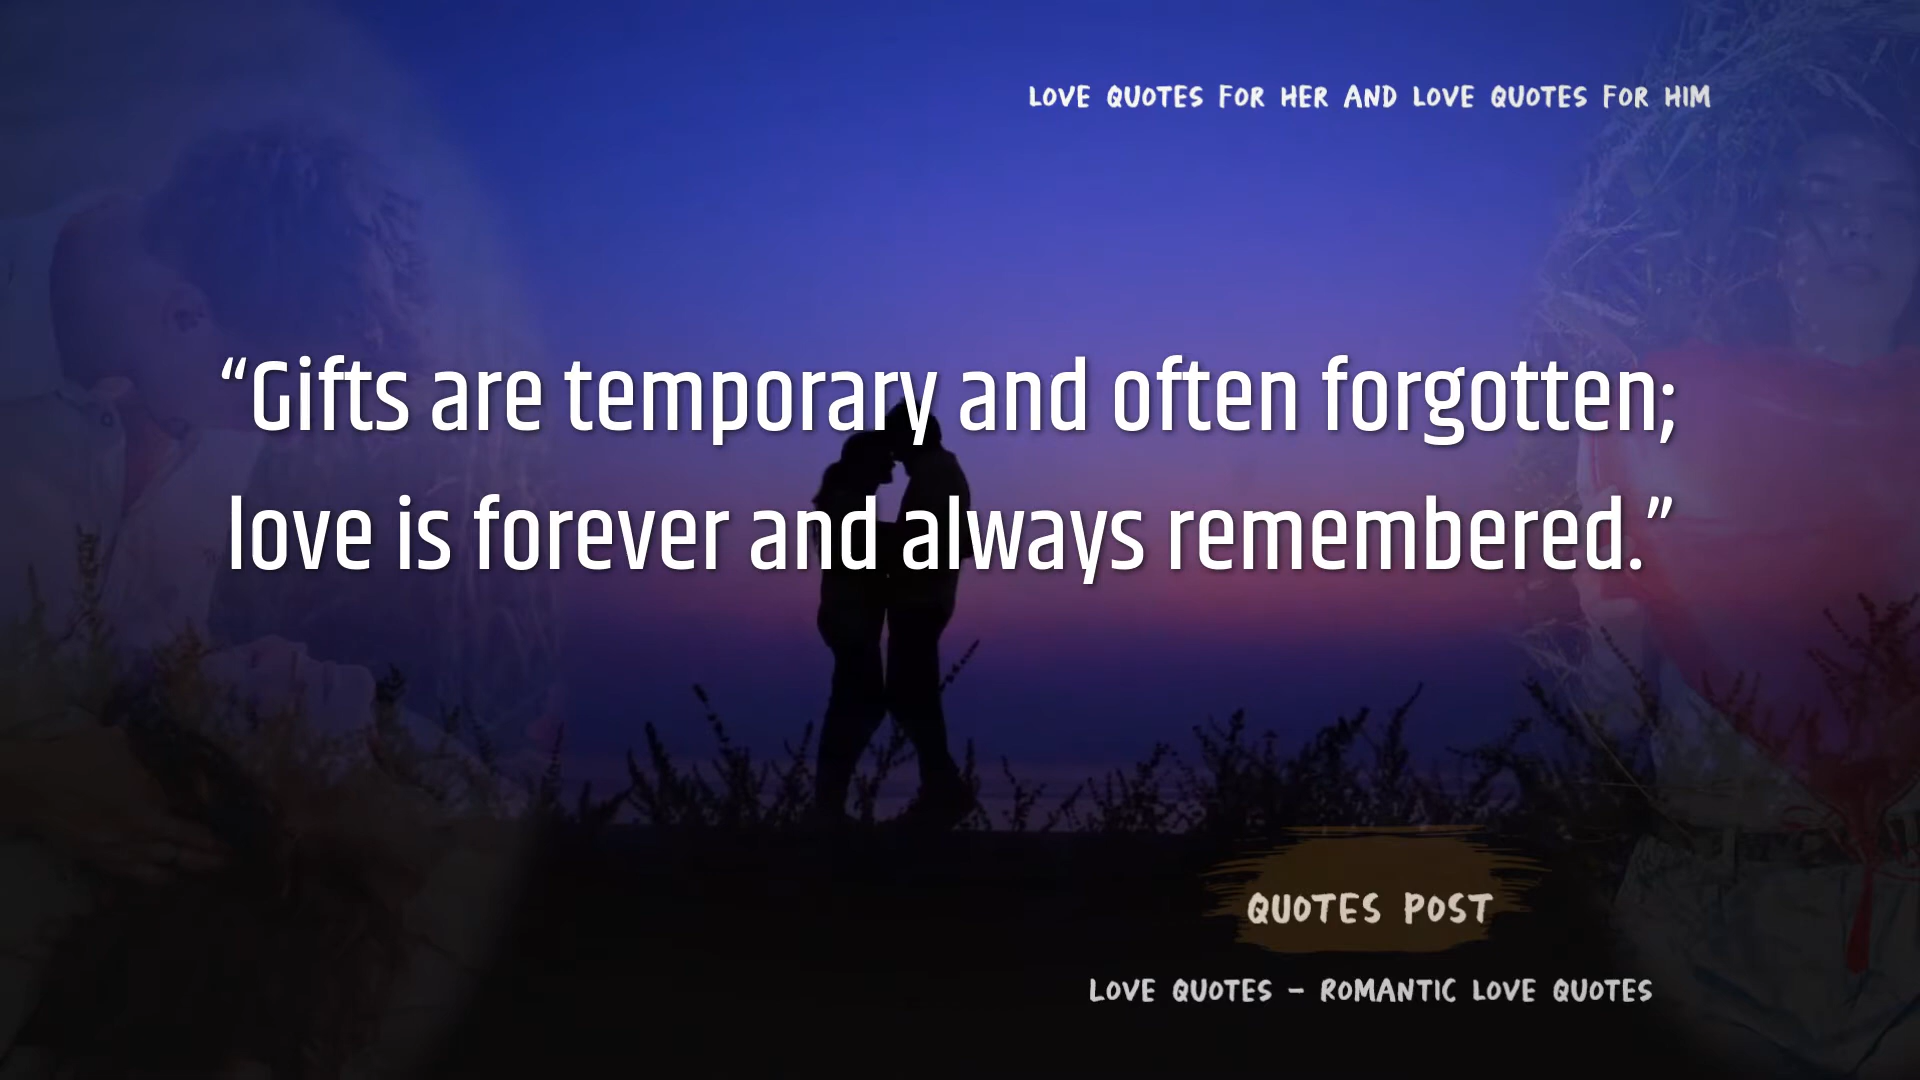 LOVE QUOTES FOR HER AND LOVE QUOTES FOR HIM
“Gifts are temporary and often forgotten;
love is forever and always remembered.”
QUOTES POST
LOVE QUOTES – ROMANTIC LOVE QUOTES